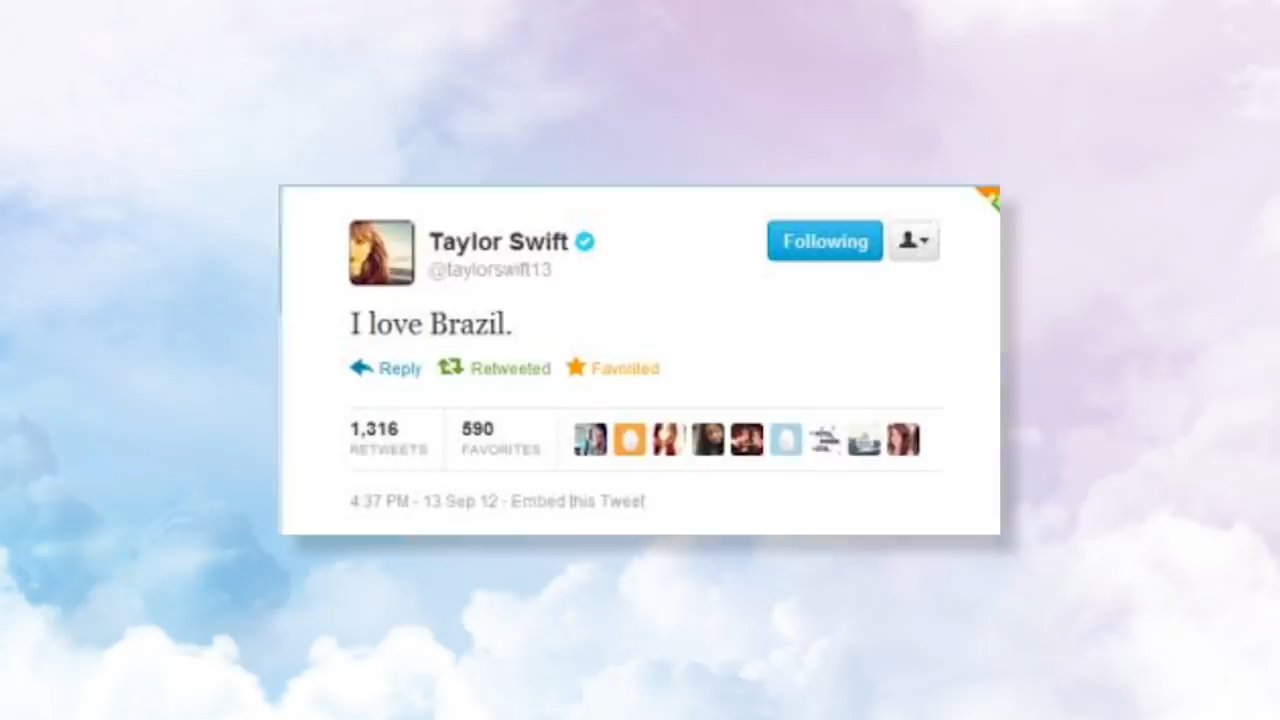 Taylor Swift
Following
@taylorswift13
I love Brazil.
Reply Retweeted Favorited
1,316 590
RETWEETS FAVORITES
4:37 PM - 13 Sep 12 · Embed this Tweet